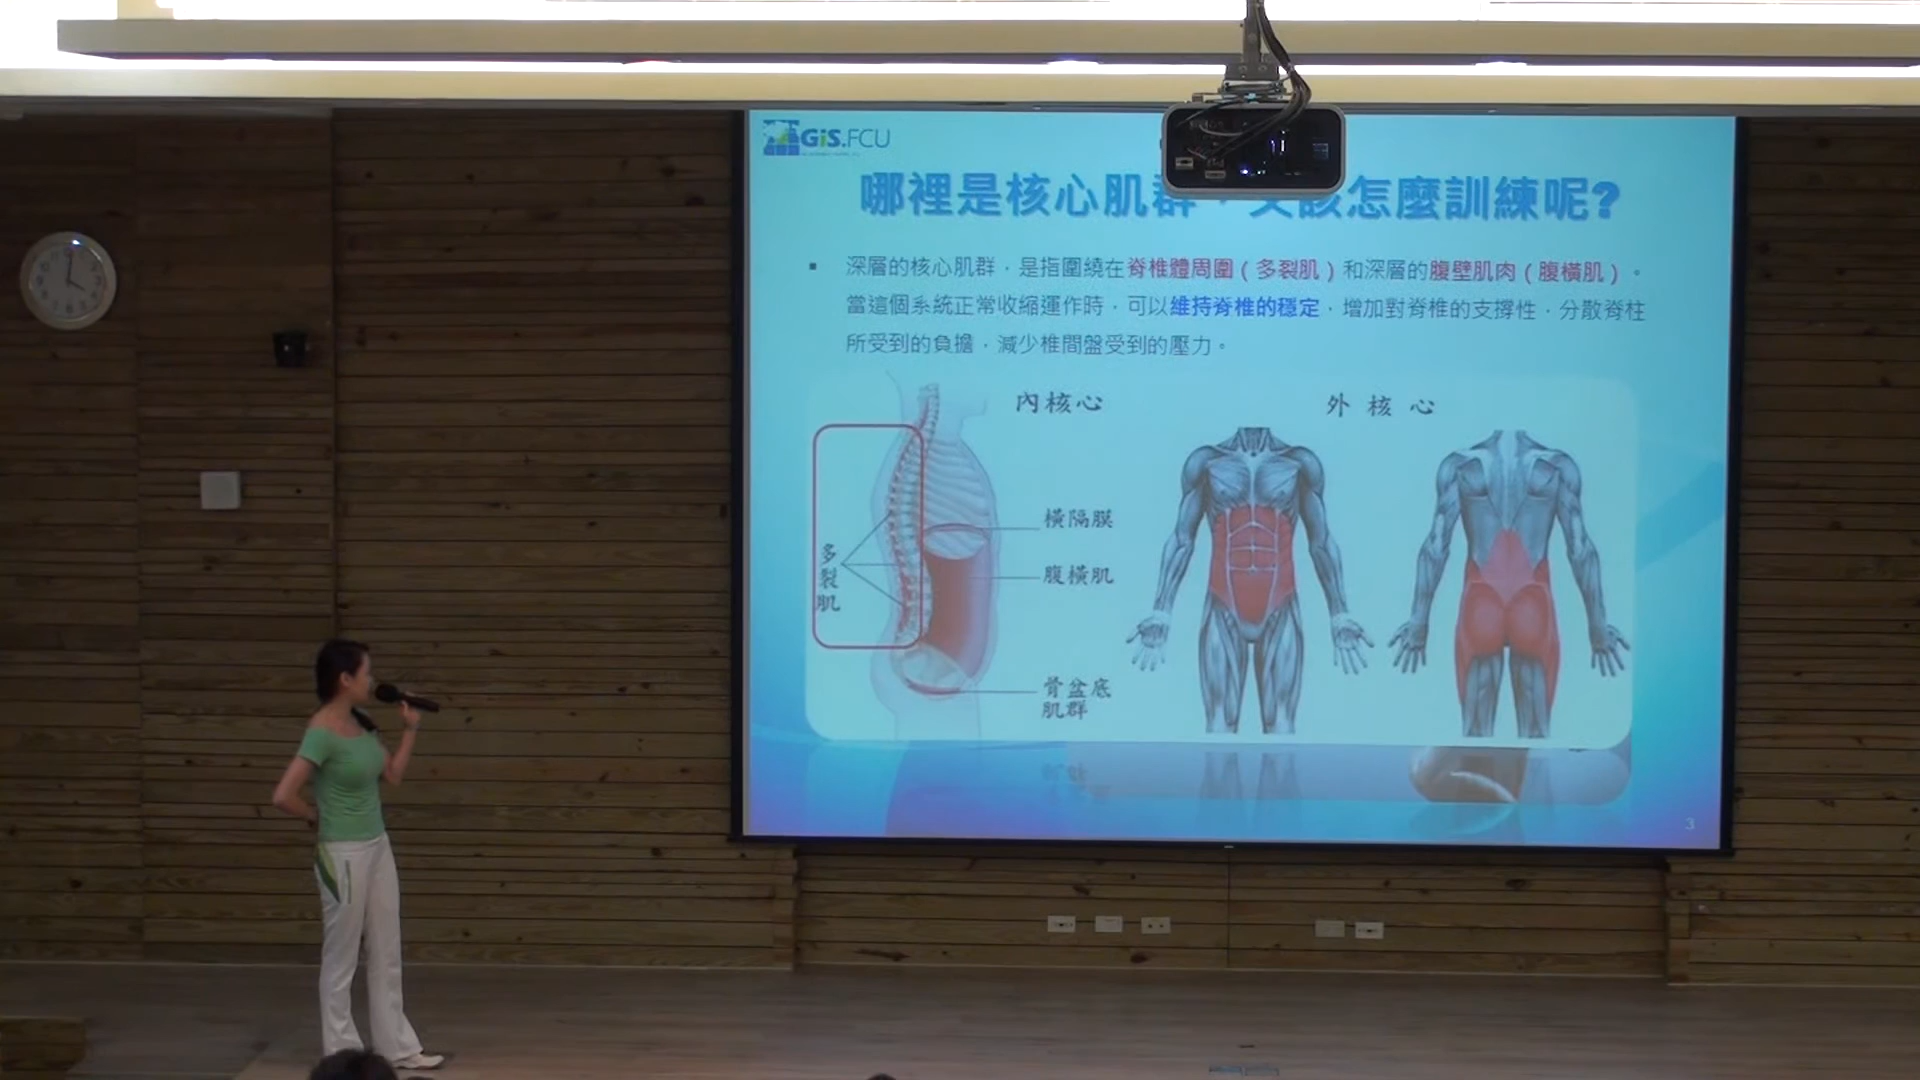 GIS.FCU
哪裡是核心肌群，又該怎麼訓練呢?
深層的核心肌群，是指圍繞在脊椎體周圍（多裂肌）和深層的腹壁肌肉（腹橫肌）。
當這個系統正常收縮運作時，可以維持脊椎的穩定，增加對脊椎的支撐性，分散脊柱
所受到的負擔，減少椎間盤受到的壓力。
內核心
外核心
橫隔膜
腹橫肌
多裂肌
骨盆底
肌群
3